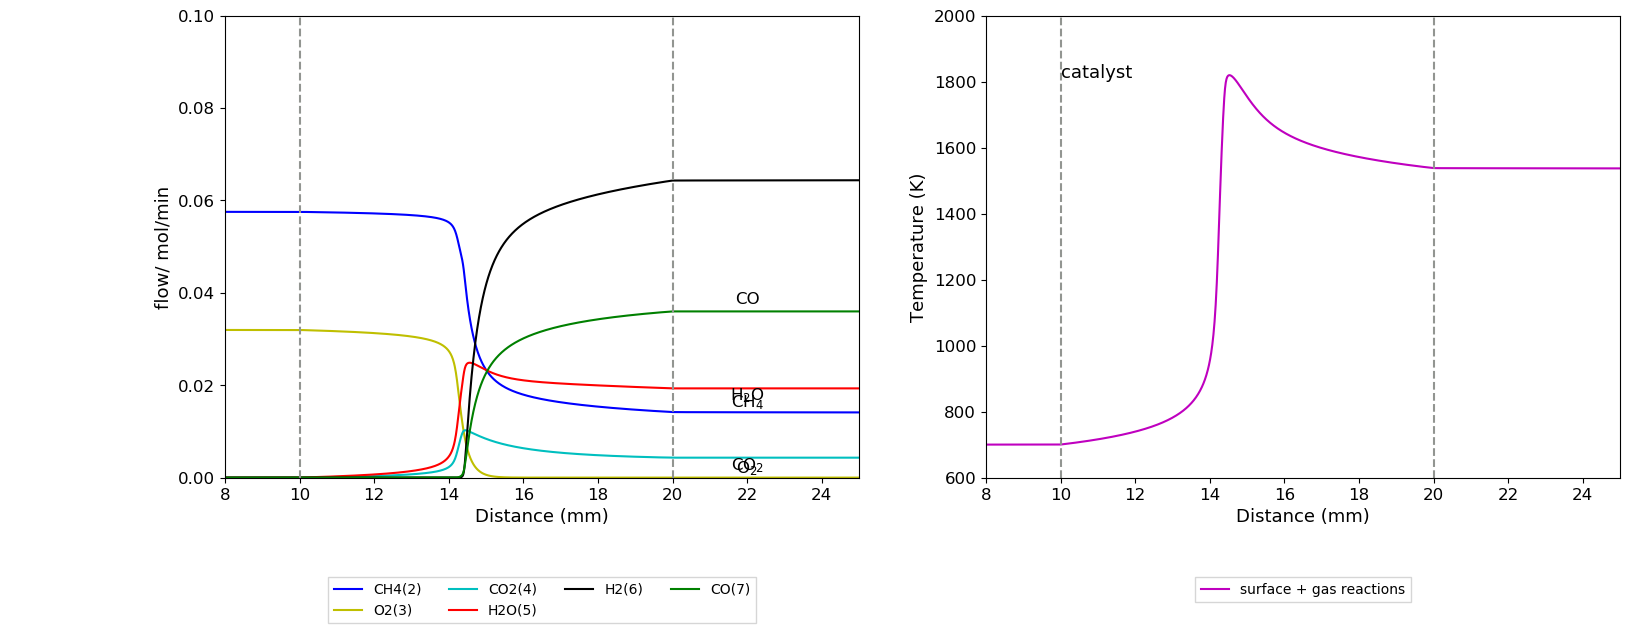 0.10
0.08
0.06
0.04
0.02
0.00
flow/ mol/min
CO
H₂O
CH₄
CO₂
O₂
8 10 12 14 16 18 20 22 24
Distance (mm)
CH4(2) CO2(4) H2(6) CO(7)
O2(3) H2O(5)
2000
1800
1600
1400
1200
1000
800
600
Temperature (K)
catalyst
8 10 12 14 16 18 20 22 24
Distance (mm)
surface + gas reactions